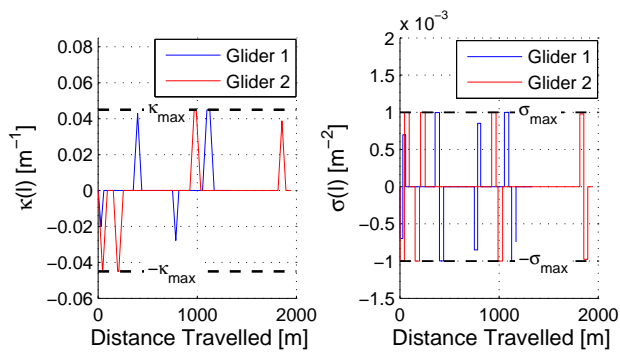 0.08
0.06
0.04
0.02
0
−0.02
−0.04
−0.06
κ(l) [m⁻¹]
Glider 1
Glider 2
κmax
−κmax
0 1000 2000
Distance Travelled [m]
x 10⁻³
2
1.5
1
0.5
0
−0.5
−1
−1.5
σ(l) [m⁻²]
Glider 1
Glider 2
σmax
−σmax
0 1000 2000
Distance Travelled [m]